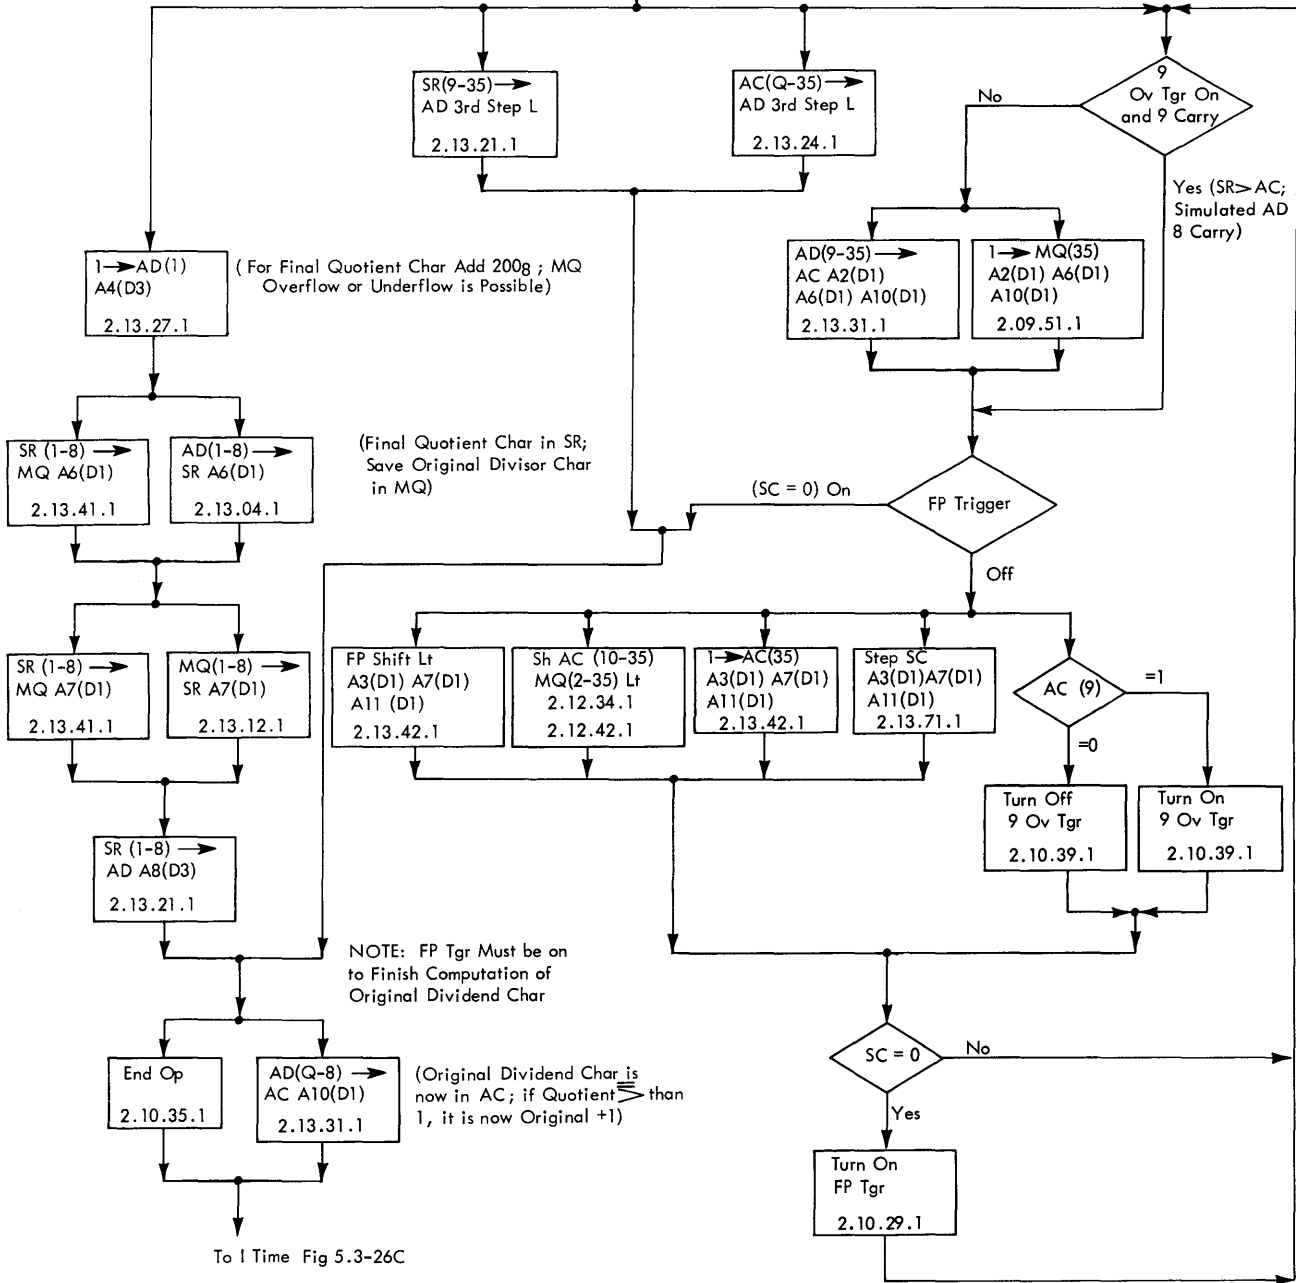 SR(9-35)→
AD 3rd Step L
2.13.21.1
AC(Q-35)→
AD 3rd Step L
2.13.24.1
9
Ov Tgr On
and 9 Carry
No
Yes (SR>AC;
Simulated AD
8 Carry)
1→AD(1)
A4(D3)
2.13.27.1
(For Final Quotient Char Add 200₈; MQ
Overflow or Underflow is Possible)
AD(9-35)→
AC A2(D1)
A6(D1) A10(D1)
2.13.31.1
1→MQ(35)
A2(D1) A6(D1)
A10(D1)
2.09.51.1
SR (1-8)→
MQ A6(D1)
2.13.41.1
AD(1-8)→
SR A6(D1)
2.13.04.1
(Final Quotient Char in SR;
Save Original Divisor Char
in MQ)
(SC = 0) On
FP Trigger
Off
SR (1-8)→
MQ A7(D1)
2.13.41.1
MQ(1-8)→
SR A7(D1)
2.13.12.1
FP Shift Lt
A3(D1) A7(D1)
A11 (D1)
2.13.42.1
Sh AC (10-35)
MQ(2-35) Lt
2.12.34.1
2.12.42.1
1→AC(35)
A3(D1) A7(D1)
A11(D1)
2.13.42.1
Step SC
A3(D1)A7(D1)
A11(D1)
2.13.71.1
AC (9)
=1
=0
Turn Off
9 Ov Tgr
2.10.39.1
Turn On
9 Ov Tgr
2.10.39.1
SR (1-8)→
AD A8(D3)
2.13.21.1
NOTE: FP Tgr Must be on
to Finish Computation of
Original Dividend Char
End Op
2.10.35.1
AD(Q-8)→
AC A10(D1)
2.13.31.1
(Original Dividend Char is
now in AC; if Quotient ≧ than
1, it is now Original +1)
SC = 0
No
Yes
Turn On
FP Tgr
2.10.29.1
To I Time Fig 5.3-26C